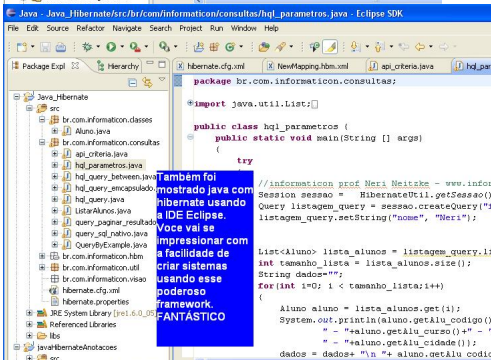 Java - Java_Hibernate/src/br/com/informaticon/consultas/hql_parametros.java - Eclipse SDK
File Edit Source Refactor Navigate Search Project Run Window Help
Package Expl Hierarchy
hibernate.cfg.xml NewMapping.hbm.xml api_criteria.java hql_par
Java_Hibernate
src
br.com.informaticon.classes
Aluno.java
br.com.informaticon.consultas
api_criteria.java
hql_parametros.java
hql_query_between.java
hql_query_emcapsulado.
hql_query.java
ListarAlunos.java
query_paginar_resultado
query_sql_nativo.java
QueryByExample.java
br.com.informaticon.hbm
br.com.informaticon.util
br.com.informaticon.visao
hibernate.cfg.xml
hibernate.properties
JRE System Library [jre1.6.0_05
Referenced Libraries
libs
javaHibernateAnotacoes
src
package br.com.informaticon.consultas;
import java.util.List;
public class hql_parametros {
public static void main(String [] args)
{
try
//informaticon prof Neri Neitzke - www.infor
Session sessao = HibernateUtil.getSessao()
Query listagem_query = sessao.createQuery("f
listagem_query.setString("nome", "Neri");
List<Aluno> lista_alunos = listagem_query.li
int tamanho_lista = lista_alunos.size();
String dados="";
for(int i=0; i < tamanho_lista;i++)
{
Aluno aluno = lista_alunos.get(i);
System.out.println(aluno.getAlu_codigo()
" - "+aluno.getAlu_curso()+" - "
" - "+aluno.getAlu_cidade());
dados = dados+ "\n "+ aluno.getAlu_codig
Também foi
mostrado java com
hibernate usando
a IDE Eclipse.
Voce vai se
impressionar com
a facilidade de
criar sistemas
usando esse
poderoso
framework.
FANTÁSTICO